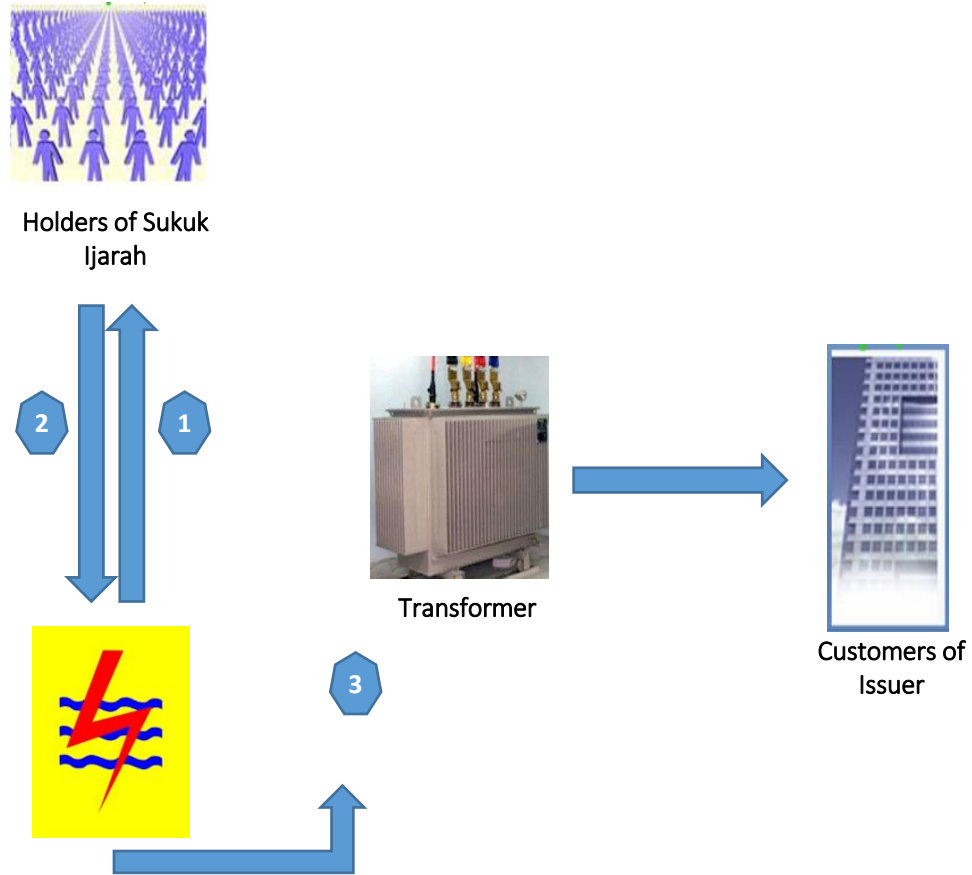 Holders of Sukuk
Ijarah
2
1
Transformer
3
Customers of
Issuer